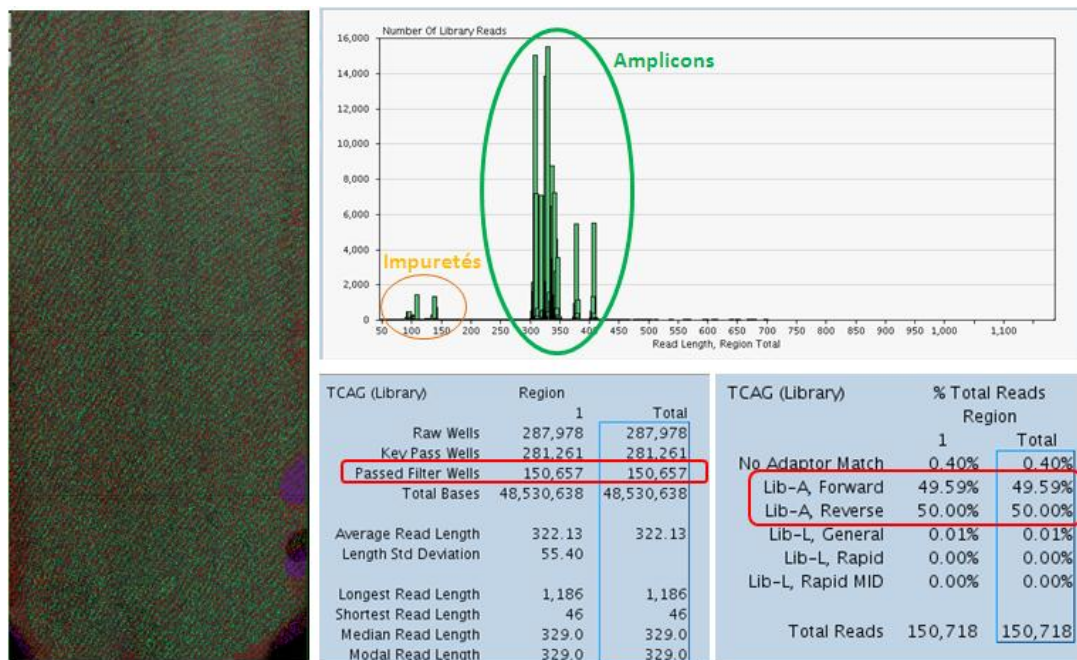 Number Of Library Reads
16,000
14,000
12,000
10,000
8,000
6,000
4,000
2,000
0
Amplicons
Impuretés
50 100 150 200 250 300 350 400 450 500 550 600 650 700 750 800 850 900 950 1,000 1,100
Read Length, Region Total
TCAG (Library) Region
1 Total
Raw Wells 287,978 287,978
Key Pass Wells 281,261 281,261
Passed Filter Wells 150,657 150,657
Total Bases 48,530,638 48,530,638
Average Read Length 322.13 322.13
Length Std Deviation 55.40
Longest Read Length 1,186 1,186
Shortest Read Length 46 46
Median Read Length 329.0 329.0
Modal Read Length 329.0 329.0
TCAG (Library) % Total Reads
Region
1 Total
No Adaptor Match 0.40% 0.40%
Lib-A, Forward 49.59% 49.59%
Lib-A, Reverse 50.00% 50.00%
Lib-L, General 0.01% 0.01%
Lib-L, Rapid 0.00% 0.00%
Lib-L, Rapid MID 0.00% 0.00%
Total Reads 150,718 150,718